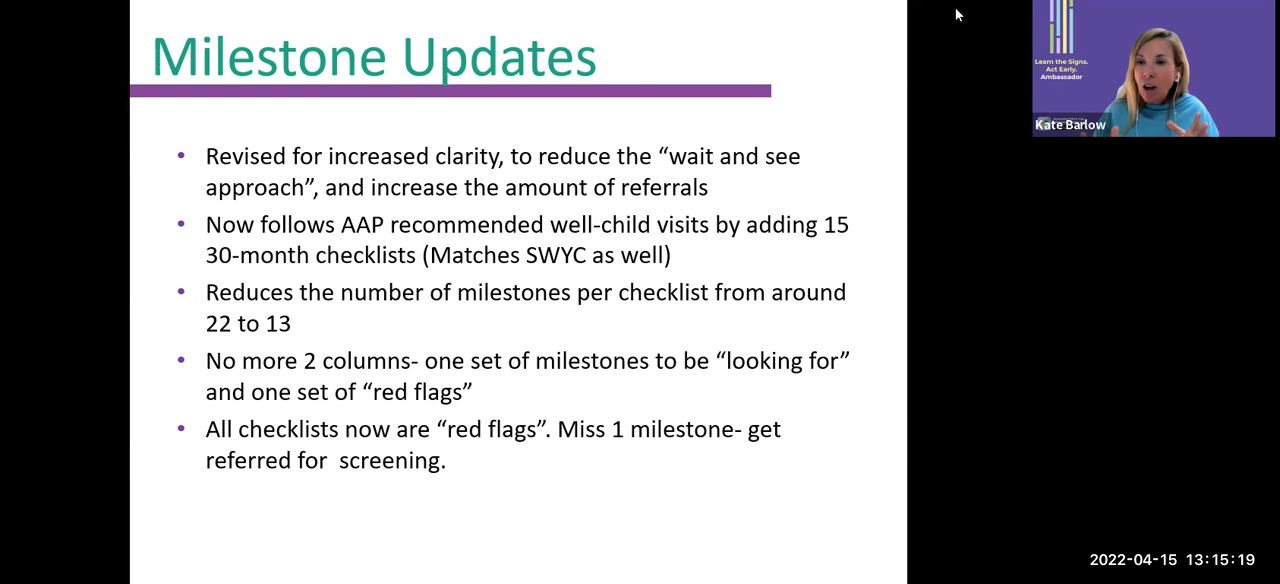 Milestone Updates
• Revised for increased clarity, to reduce the “wait and see
approach”, and increase the amount of referrals
• Now follows AAP recommended well-child visits by adding 15
30-month checklists (Matches SWYC as well)
• Reduces the number of milestones per checklist from around
22 to 13
• No more 2 columns- one set of milestones to be “looking for”
and one set of “red flags”
• All checklists now are “red flags”. Miss 1 milestone- get
referred for  screening.
Learn the Signs.
Act Early.
Ambassador
Kate Barlow
2022-04-15 13:15:19